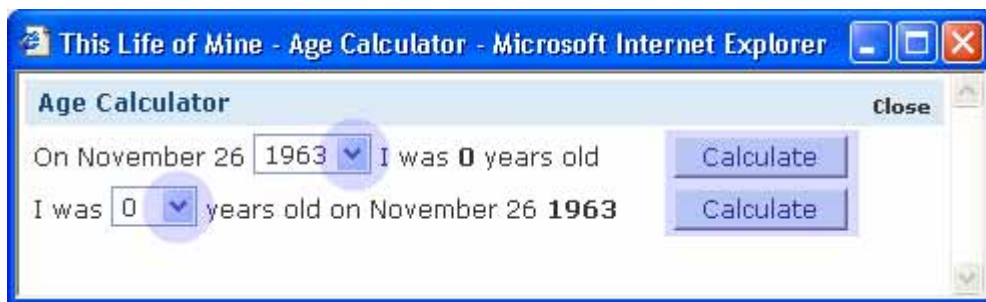 This Life of Mine - Age Calculator - Microsoft Internet Explorer
Age Calculator Close
On November 26 1963 I was 0 years old Calculate
I was 0 years old on November 26 1963 Calculate